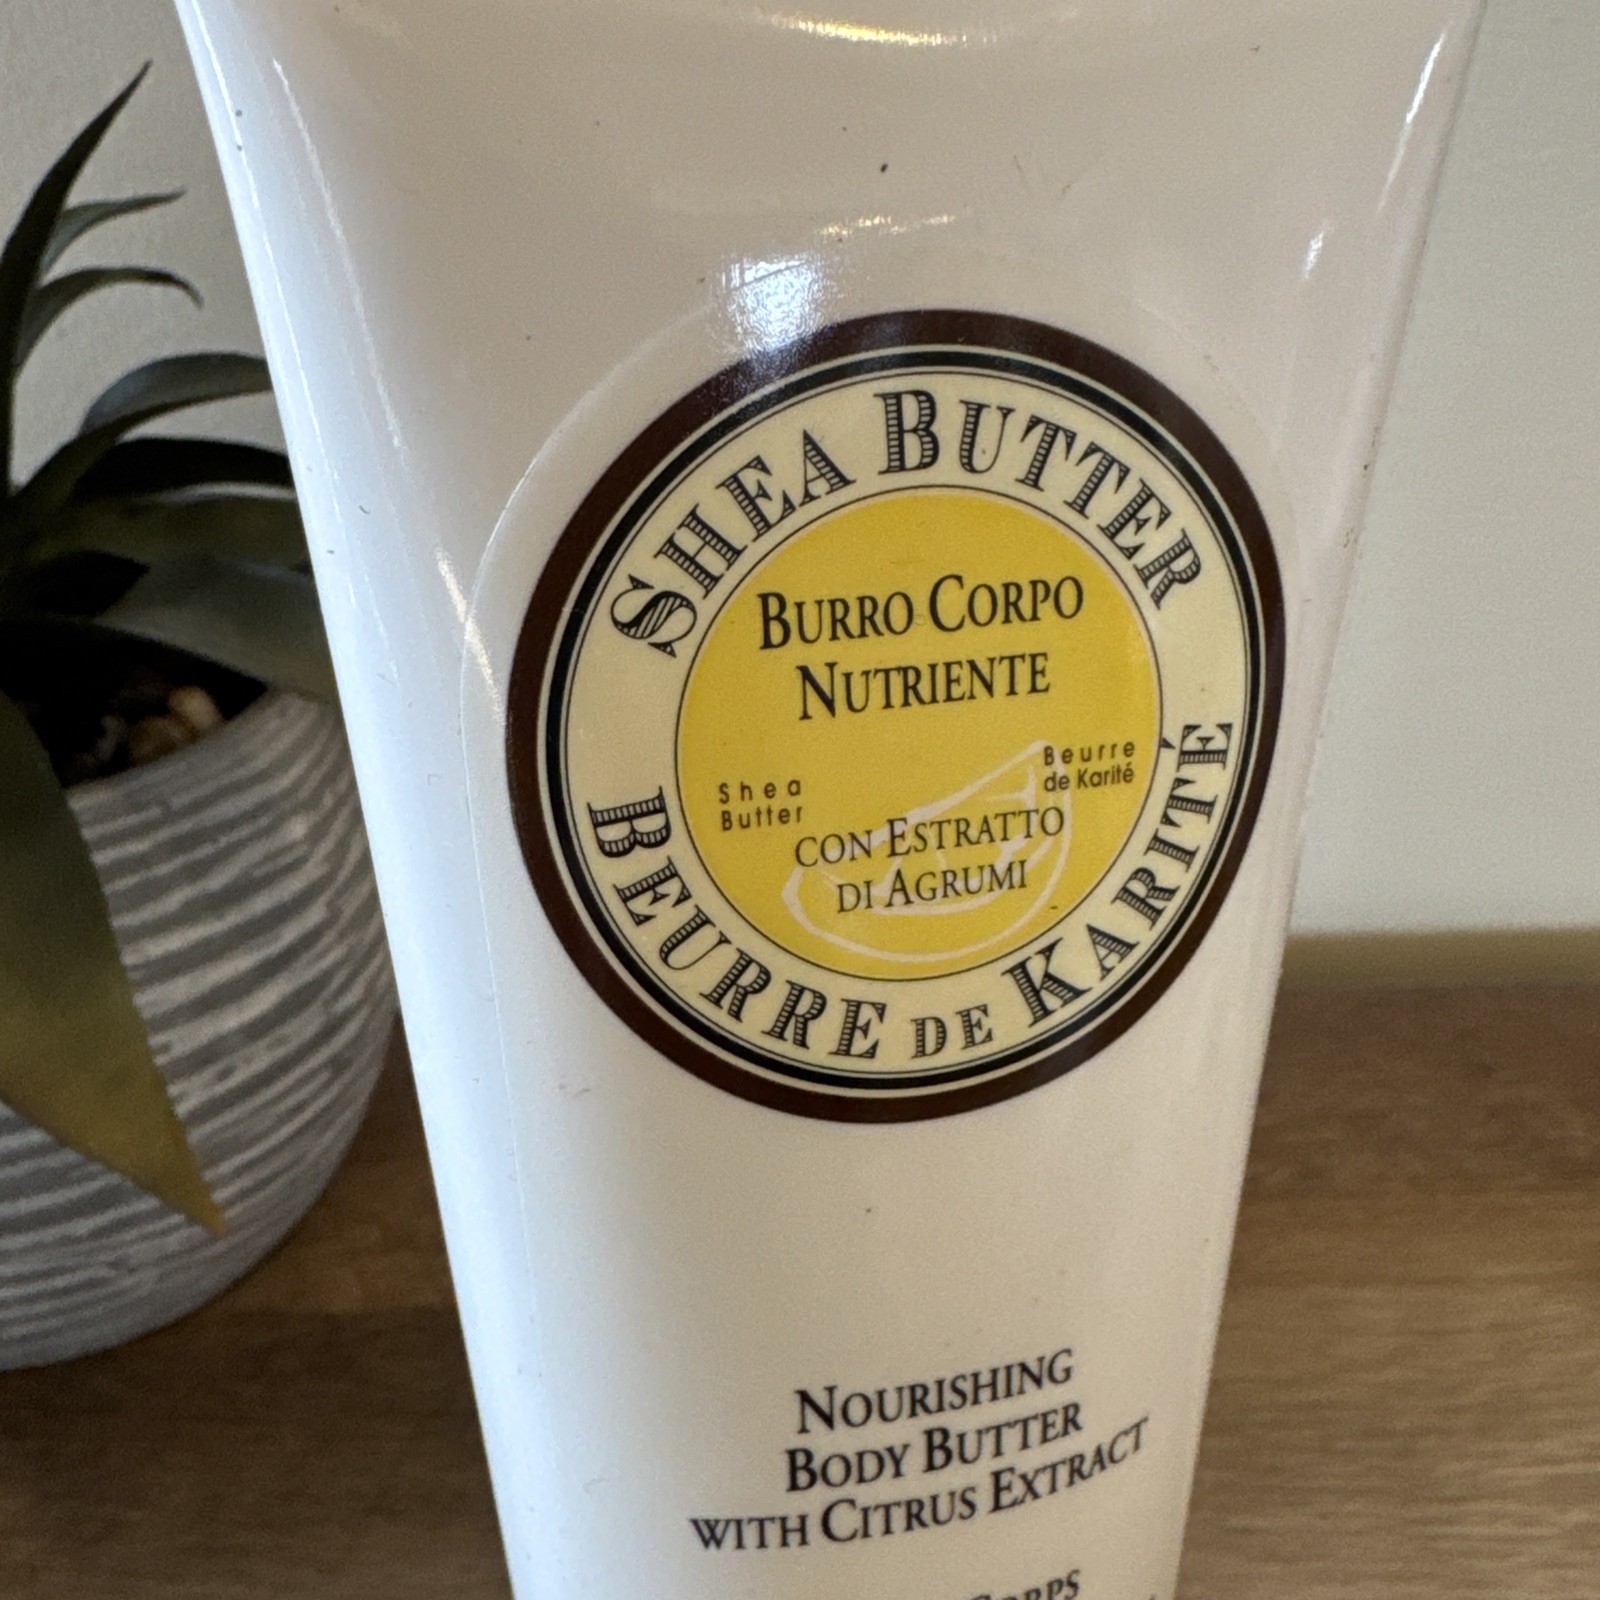 SHEA BUTTER
BURRO CORPO
NUTRIENTE
Shea
Butter
Beurre
de Karité
CON ESTRATTO
DI AGRUMI
BEURRE DE KARITÉ
NOURISHING
BODY BUTTER
WITH CITRUS EXTRACT
CORPS